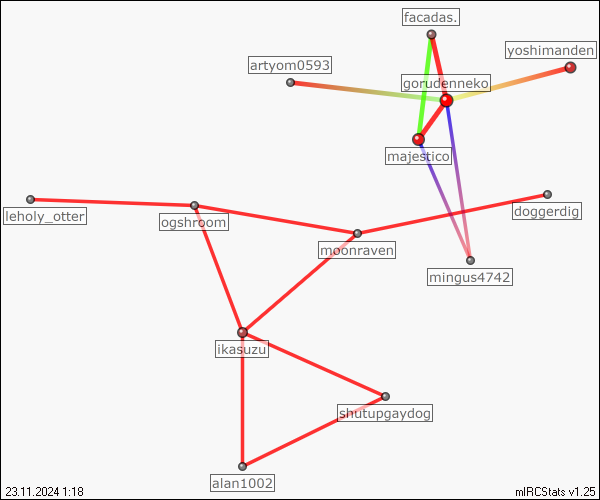 facadas.
yoshimanden
artyom0593
gorudenneko
majestico
leholy_otter
ogshroom
doggerdig
moonraven
mingus4742
ikasuzu
shutupgaydog
alan1002
23.11.2024 1:18
mIRCStats v1.25